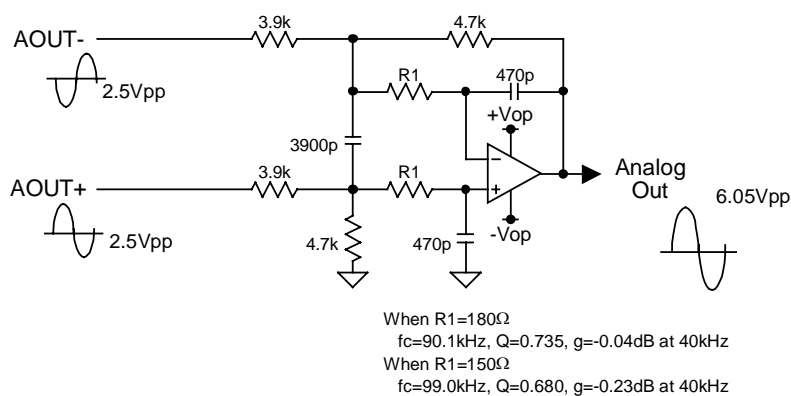 3.9k
4.7k
AOUT-
R1
470p
2.5Vpp
+Vop
3900p
−
3.9k
R1
Analog
Out
AOUT+
+
6.05Vpp
-Vop
2.5Vpp
4.7k
470p
When R1=180Ω
fc=90.1kHz, Q=0.735, g=-0.04dB at 40kHz
When R1=150Ω
fc=99.0kHz, Q=0.680, g=-0.23dB at 40kHz